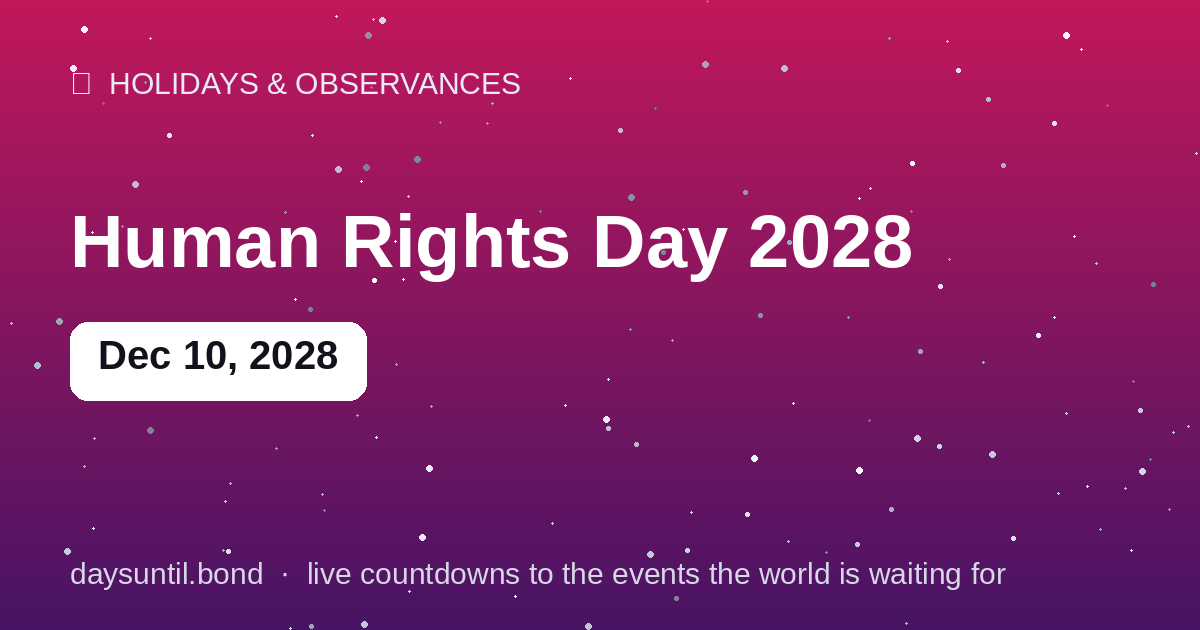 HOLIDAYS & OBSERVANCES
Human Rights Day 2028
Dec 10, 2028
daysuntil.bond · live countdowns to the events the world is waiting for